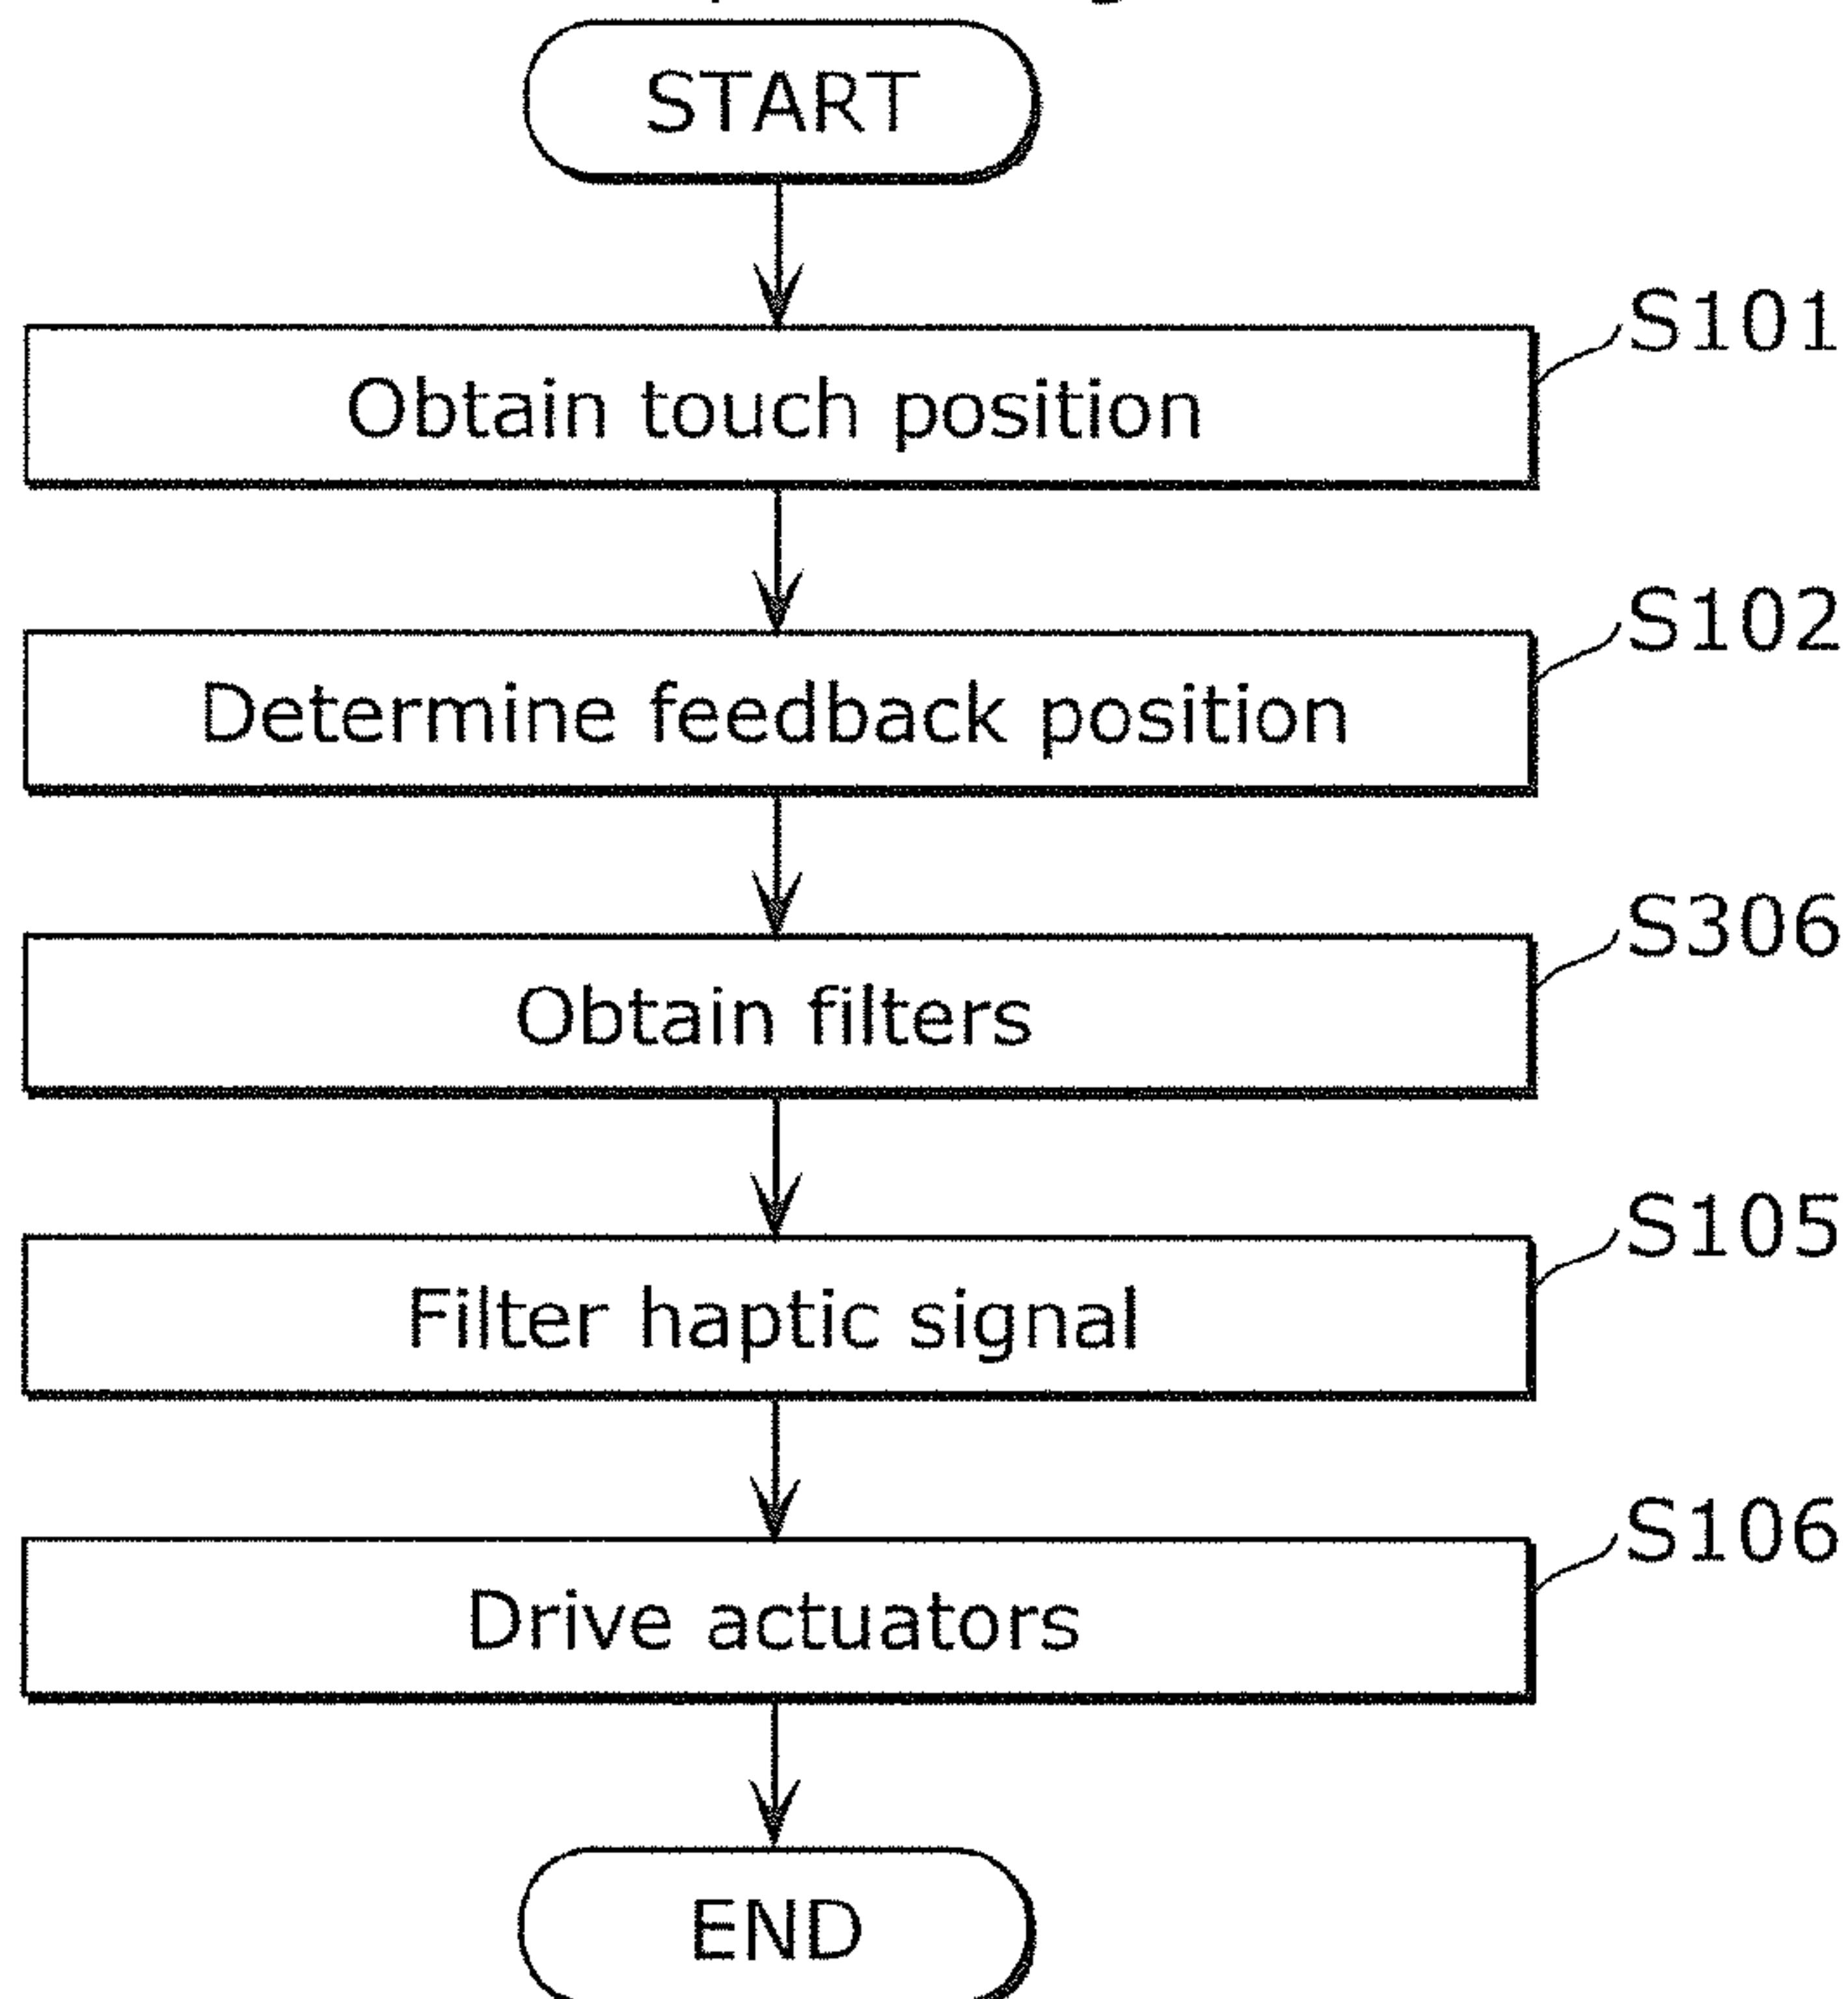 START
S101
Obtain touch position
S102
Determine feedback position
S306
Obtain filters
S105
Filter haptic signal
S106
Drive actuators
END